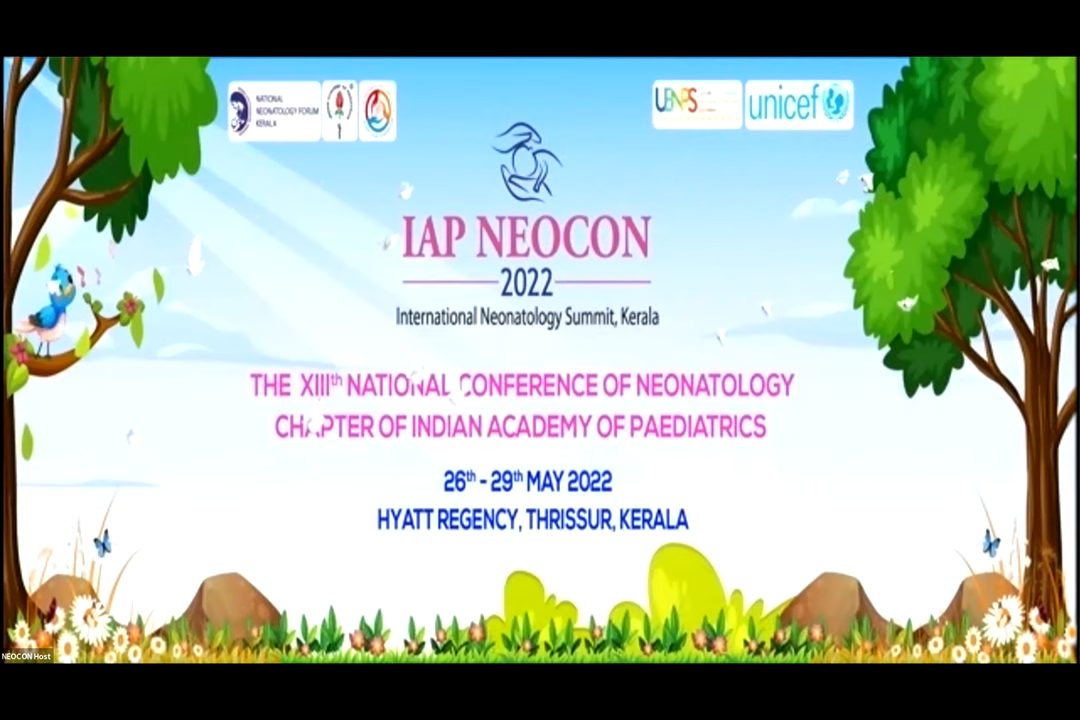 NATIONAL
NEONATOLOGY FORUM
KERALA
unicef
IAP NEOCON
2022
International Neonatology Summit, Kerala
THE XIIIth NATIONAL CONFERENCE OF NEONATOLOGY
CHAPTER OF INDIAN ACADEMY OF PAEDIATRICS
26th - 29th MAY 2022
HYATT REGENCY, THRISSUR, KERALA
NEOCON Host